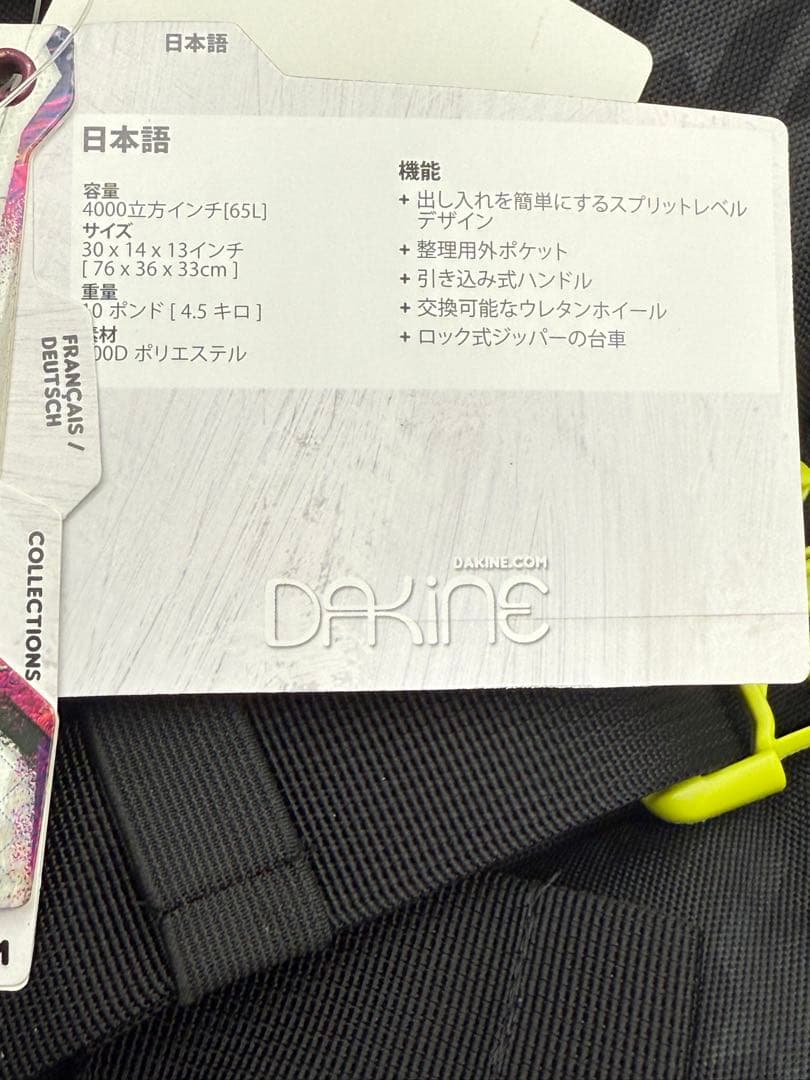 日本語
日本語
容量
4000立方インチ[65L]
サイズ
30 x 14 x 13インチ
[ 76 x 36 x 33cm ]
重量
10 ポンド [ 4.5 キロ ]
素材
00D ポリエステル
機能
+ 出し入れを簡単にするスプリットレベル
デザイン
+ 整理用外ポケット
+ 引き込み式ハンドル
+ 交換可能なウレタンホイール
+ ロック式ジッパーの台車
FRANÇAIS /
DEUTSCH
COLLECTIONS
DAKINE.COM
DAKINE